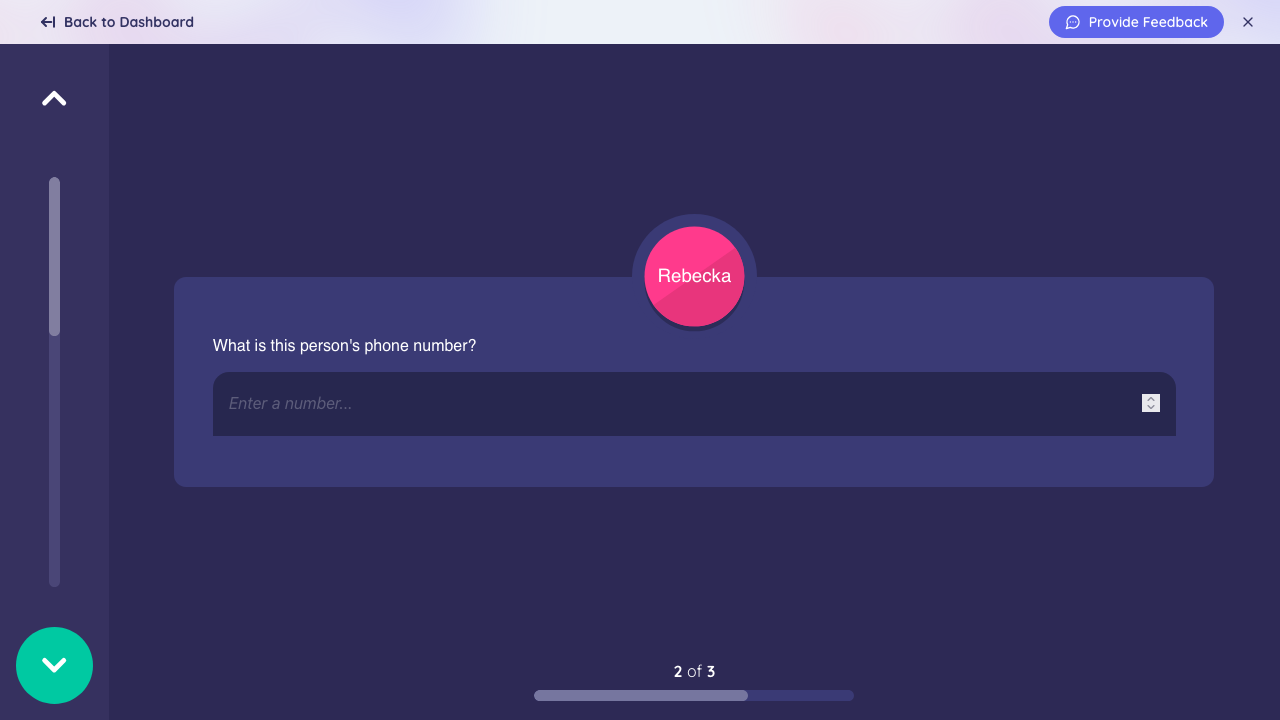 Back to Dashboard
Provide Feedback
Rebecka
What is this person's phone number?
Enter a number...
2 of 3